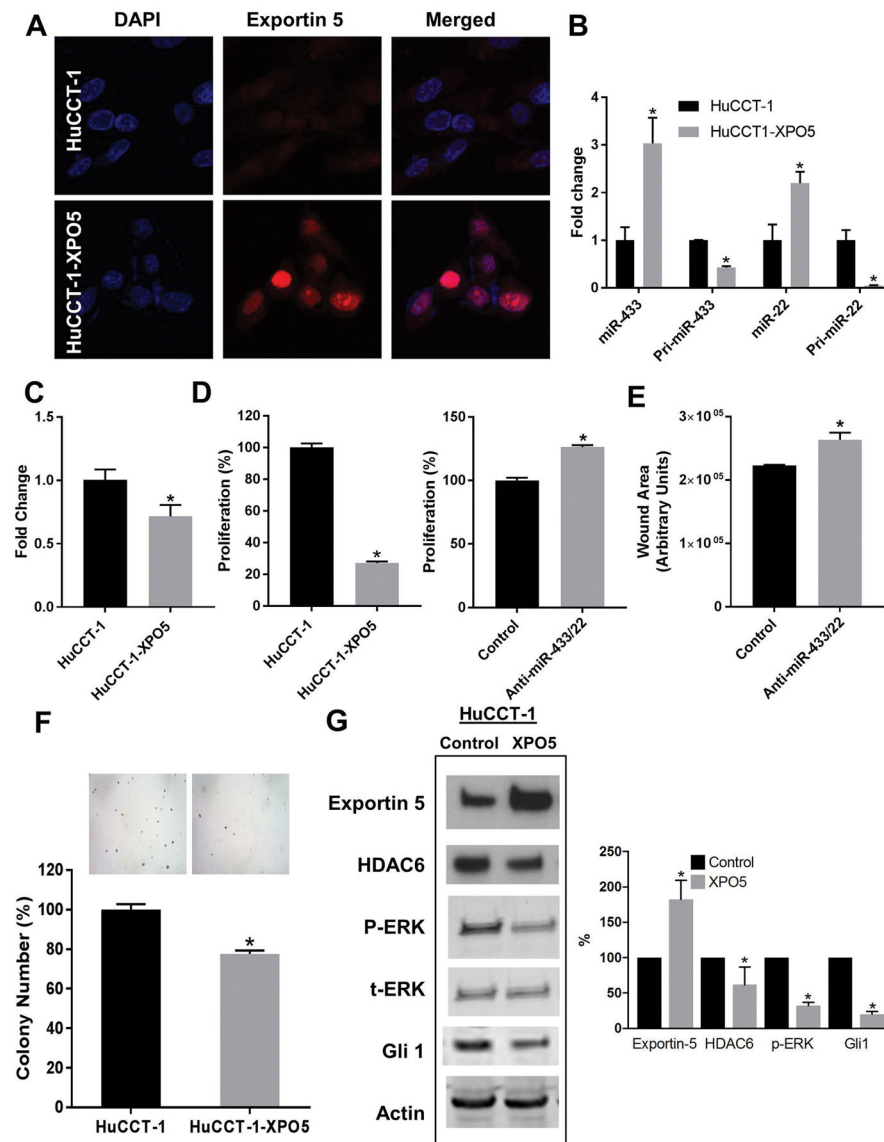 A
DAPI
Exportin 5
Merged
HuCCT-1
HuCCT-1-XPO5
B
HuCCT-1
HuCCT1-XPO5
Fold change
4
3
2
1
0
*
*
*
*
miR-433
Pri-miR-433
miR-22
Pri-miR-22
C
Fold Change
1.5
1.0
0.5
0.0
*
HuCCT-1
HuCCT-1-XPO5
D
Proliferation (%)
120
100
80
60
40
20
0
*
HuCCT-1
HuCCT-1-XPO5
Proliferation (%)
150
100
50
0
*
Control
Anti-miR-433/22
E
Wound Area
(Arbitrary Units)
3×10⁰⁵
2×10⁰⁵
1×10⁰⁵
0
*
Control
Anti-miR-433/22
F
Colony Number (%)
120
100
80
60
40
20
0
*
HuCCT-1
HuCCT-1-XPO5
G
HuCCT-1
Control XPO5
Exportin 5
HDAC6
P-ERK
t-ERK
Gli 1
Actin
Control
XPO5
%
250
200
150
100
50
0
*
*
*
*
Exportin-5 HDAC6 p-ERK Gli1